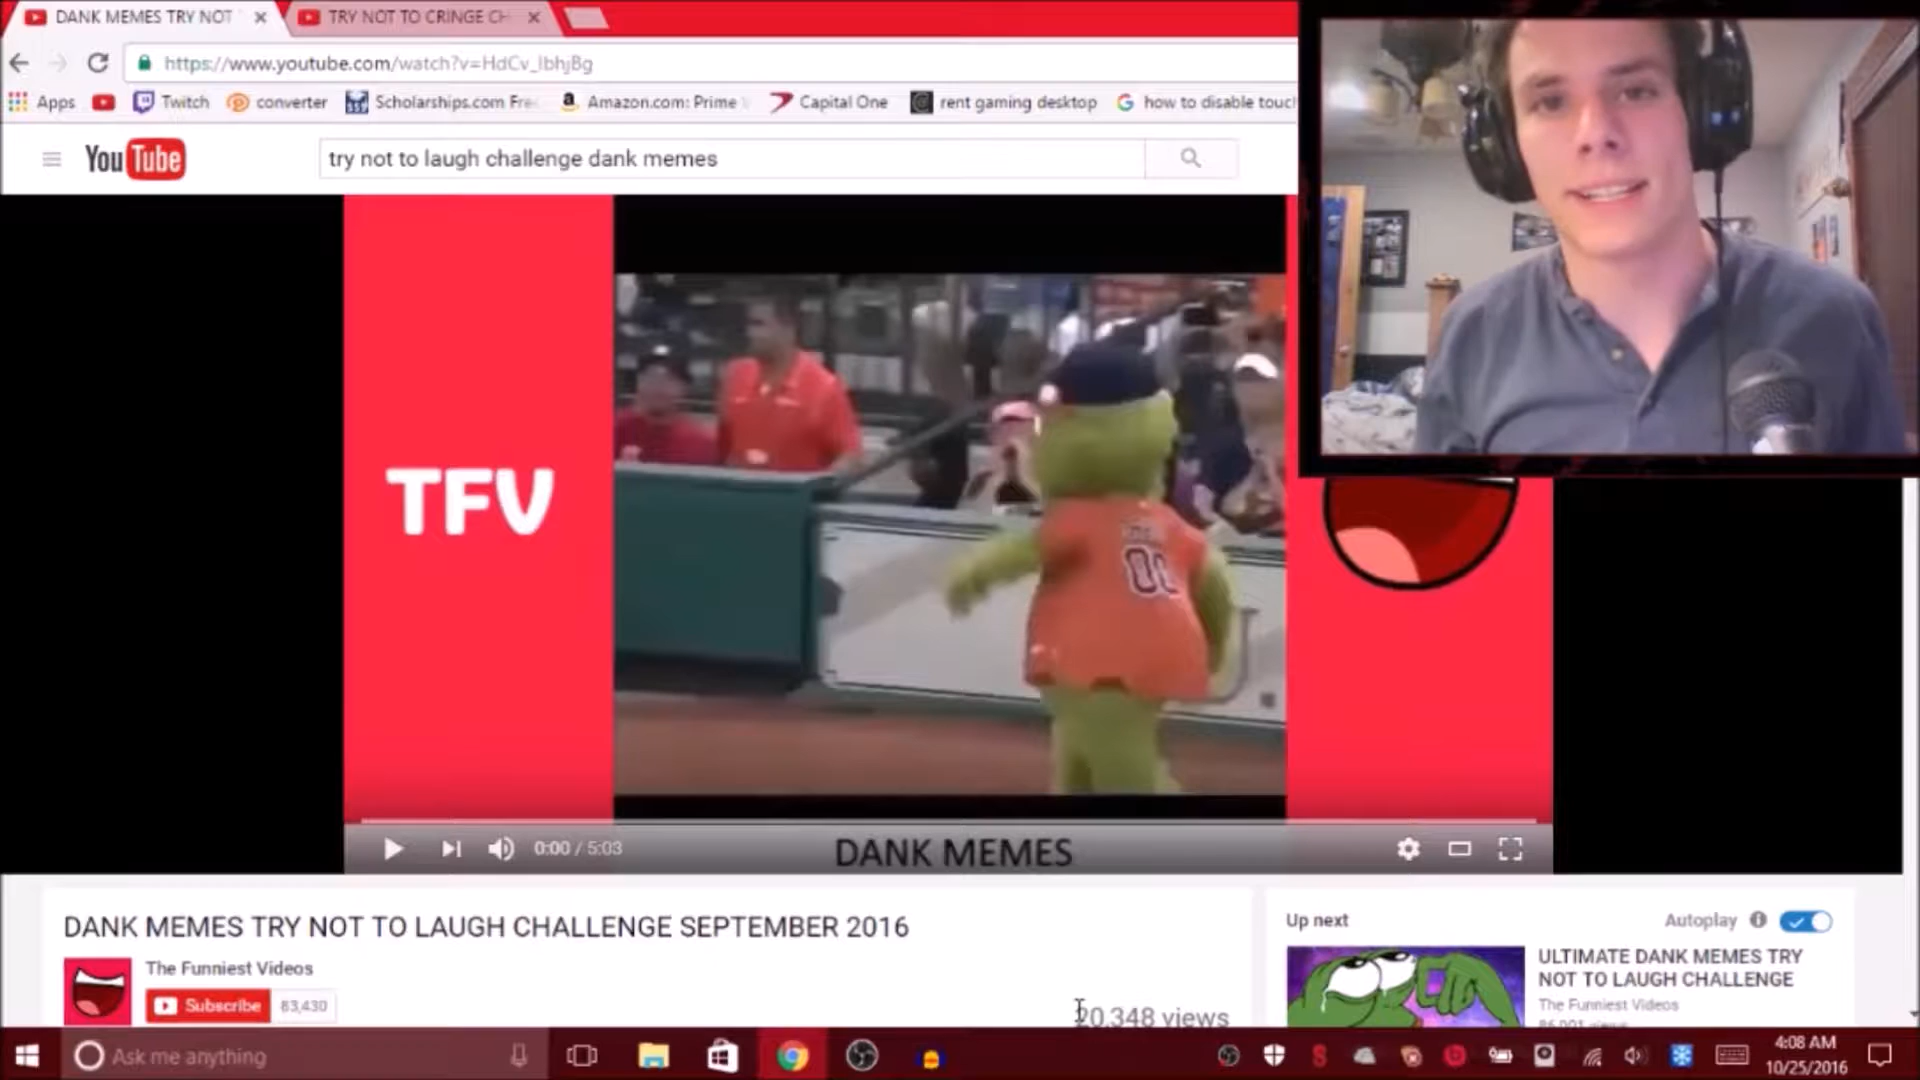 DANK MEMES TRY NOT
TRY NOT TO CRINGE CH
https://www.youtube.com/watch?v=HdCv_lbhjBg
Apps
Twitch
converter
Scholarships.com Fre
Amazon.com: Prime
Capital One
rent gaming desktop
how to disable touc
YouTube
try not to laugh challenge dank memes
TFV
00
0:00 / 5:03
DANK MEMES
DANK MEMES TRY NOT TO LAUGH CHALLENGE SEPTEMBER 2016
The Funniest Videos
Subscribe 83,430
20,348 views
Up next
Autoplay
ULTIMATE DANK MEMES TRY
NOT TO LAUGH CHALLENGE
The Funniest Videos
Ask me anything
4:08 AM
10/25/2016